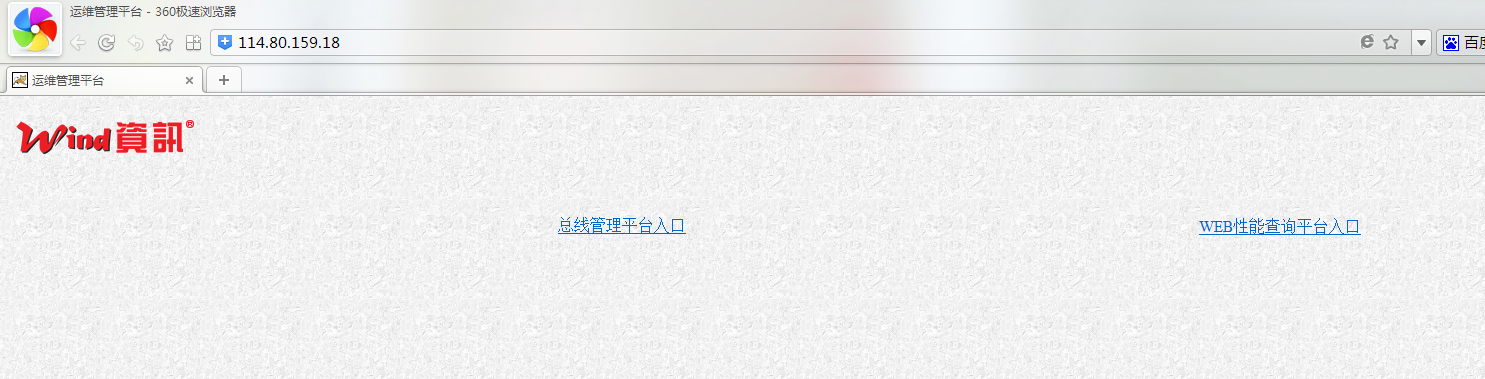 运维管理平台 - 360极速浏览器
114.80.159.18
百度
运维管理平台
Wind資訊®
总线管理平台入口
WEB性能查询平台入口